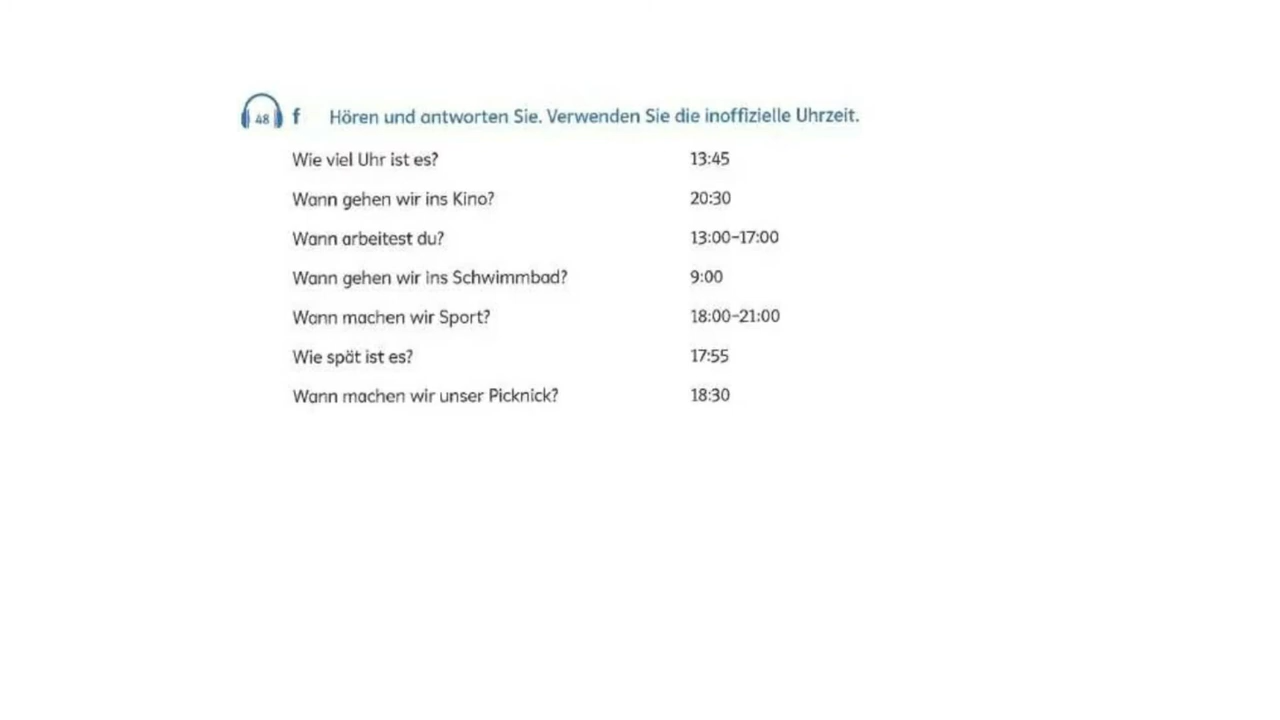 48 f Hören und antworten Sie. Verwenden Sie die inoffizielle Uhrzeit.
Wie viel Uhr ist es? 13:45
Wann gehen wir ins Kino? 20:30
Wann arbeitest du? 13:00–17:00
Wann gehen wir ins Schwimmbad? 9:00
Wann machen wir Sport? 18:00–21:00
Wie spät ist es? 17:55
Wann machen wir unser Picknick? 18:30